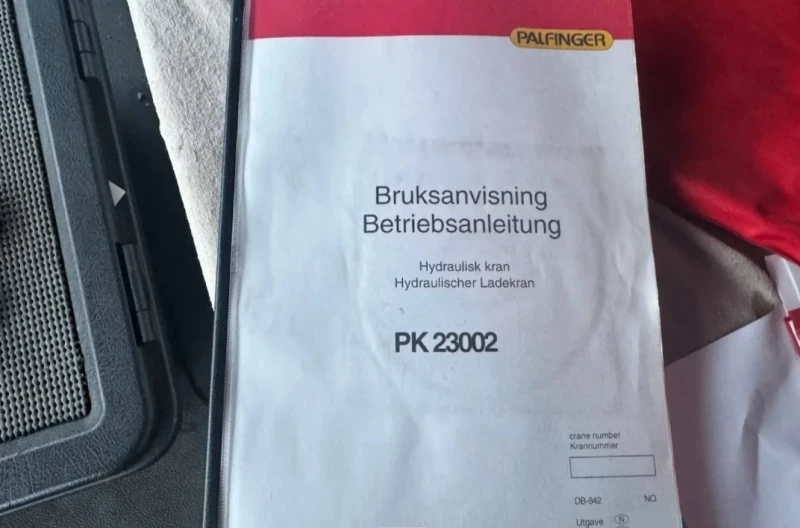 PALFINGER
Bruksanvisning
Betriebsanleitung
Hydraulisk kran
Hydraulischer Ladekran
PK 23002
crane number
Krannummer
DB-842 NO
Utgave N